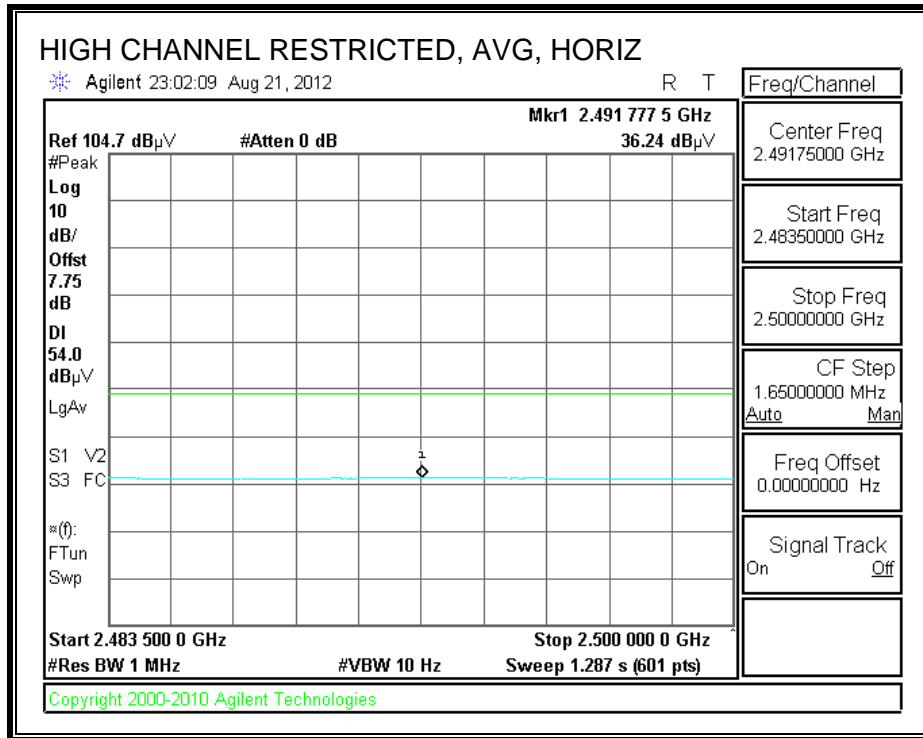 HIGH CHANNEL RESTRICTED, AVG, HORIZ
Agilent 23:02:09 Aug 21, 2012 R T
Mkr1 2.491 777 5 GHz
Ref 104.7 dBµV #Atten 0 dB 36.24 dBµV
#Peak
Log
10
dB/
Offst
7.75
dB
DI
54.0
dBµV
LgAv
S1 V2
S3 FC
¤(f):
FTun
Swp
1
Start 2.483 500 0 GHz Stop 2.500 000 0 GHz
#Res BW 1 MHz #VBW 10 Hz Sweep 1.287 s (601 pts)
Copyright 2000-2010 Agilent Technologies
Freq/Channel
Center Freq
2.49175000 GHz
Start Freq
2.48350000 GHz
Stop Freq
2.50000000 GHz
CF Step
1.65000000 MHz
Auto Man
Freq Offset
0.00000000 Hz
Signal Track
On Off